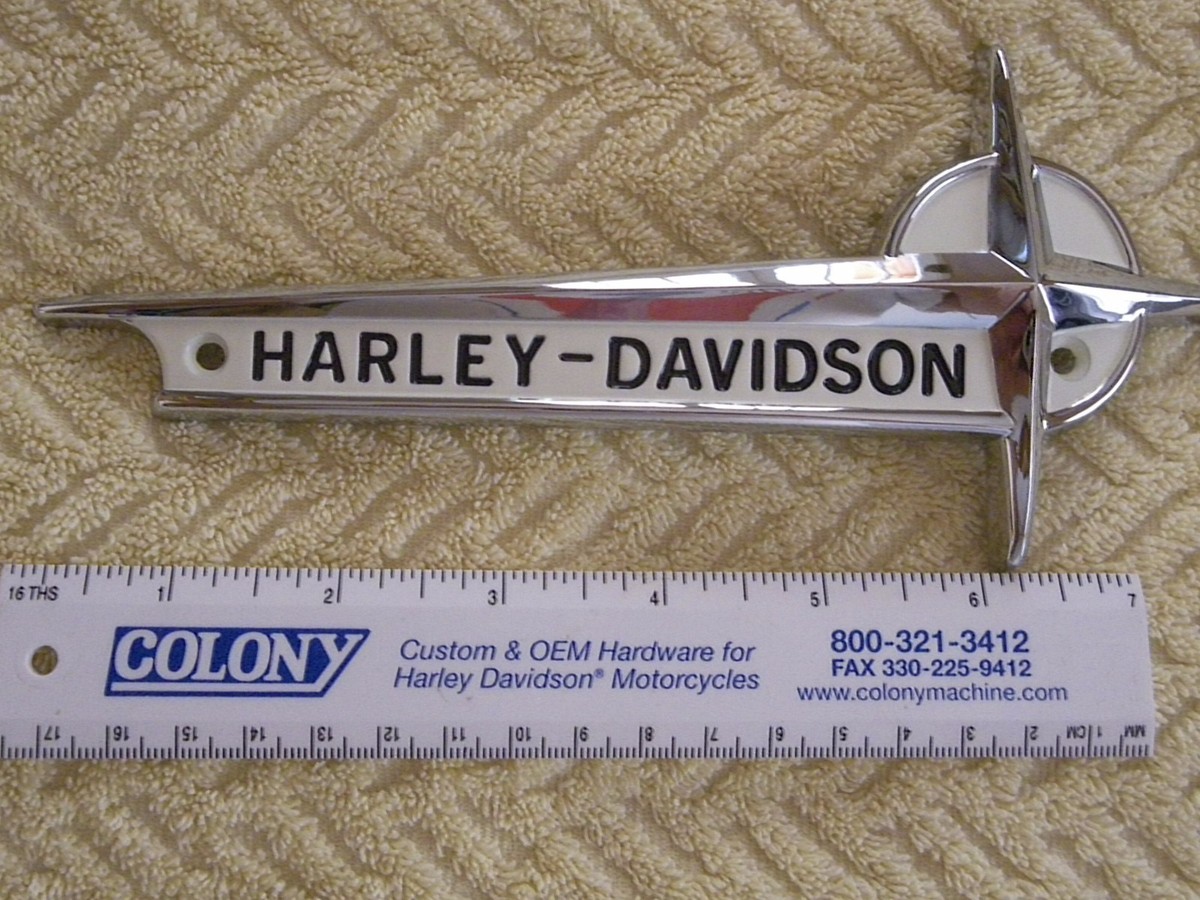 HARLEY-DAVIDSON
16 THS 1 2 3 4 5 6 7
COLONY
Custom & OEM Hardware for
Harley Davidson® Motorcycles
800-321-3412
FAX 330-225-9412
www.colonymachine.com
17 16 15 14 13 12 11 10 9 8 7 6 5 4 3 2 1CM MM